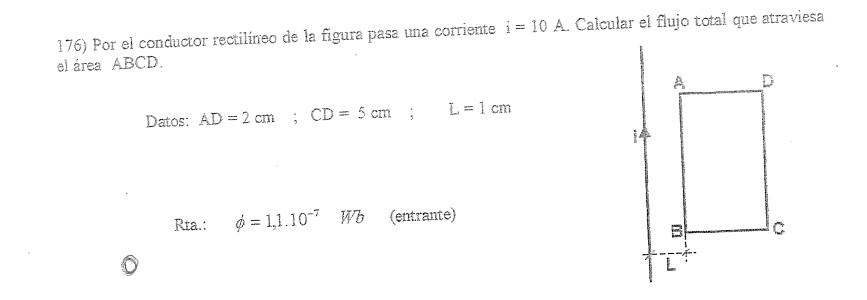 176) Por el conductor rectilíneo de la figura pasa una corriente i = 10 A. Calcular el flujo total que atraviesa
el área ABCD.
A D
Datos: AD = 2 cm ; CD = 5 cm ; L = 1 cm
i
Rta.: ϕ = 1,1.10⁻⁷ Wb (entrante)
B C
L